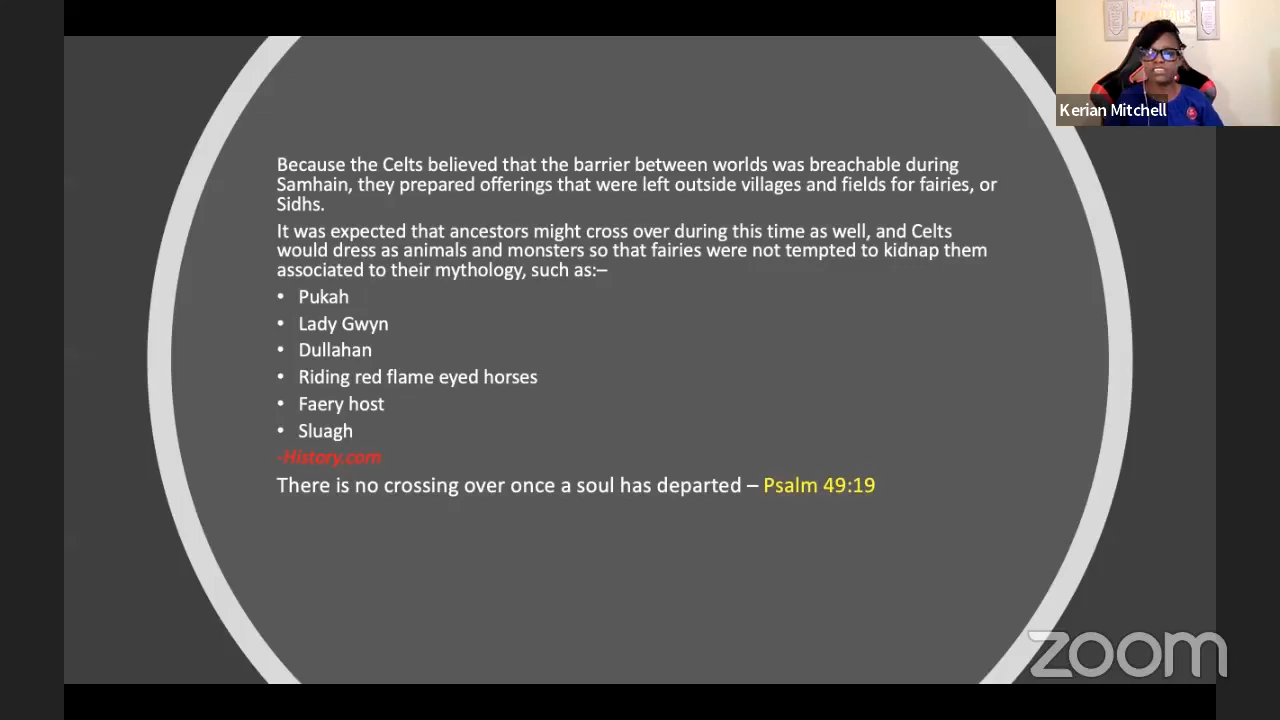 Because the Celts believed that the barrier between worlds was breachable during
Samhain, they prepared offerings that were left outside villages and fields for fairies, or
Sidhs.
It was expected that ancestors might cross over during this time as well, and Celts
would dress as animals and monsters so that fairies were not tempted to kidnap them
associated to their mythology, such as:–
• Pukah
• Lady Gwyn
• Dullahan
• Riding red flame eyed horses
• Faery host
• Sluagh
-History.com
There is no crossing over once a soul has departed – Psalm 49:19
Kerian Mitchell
zoom